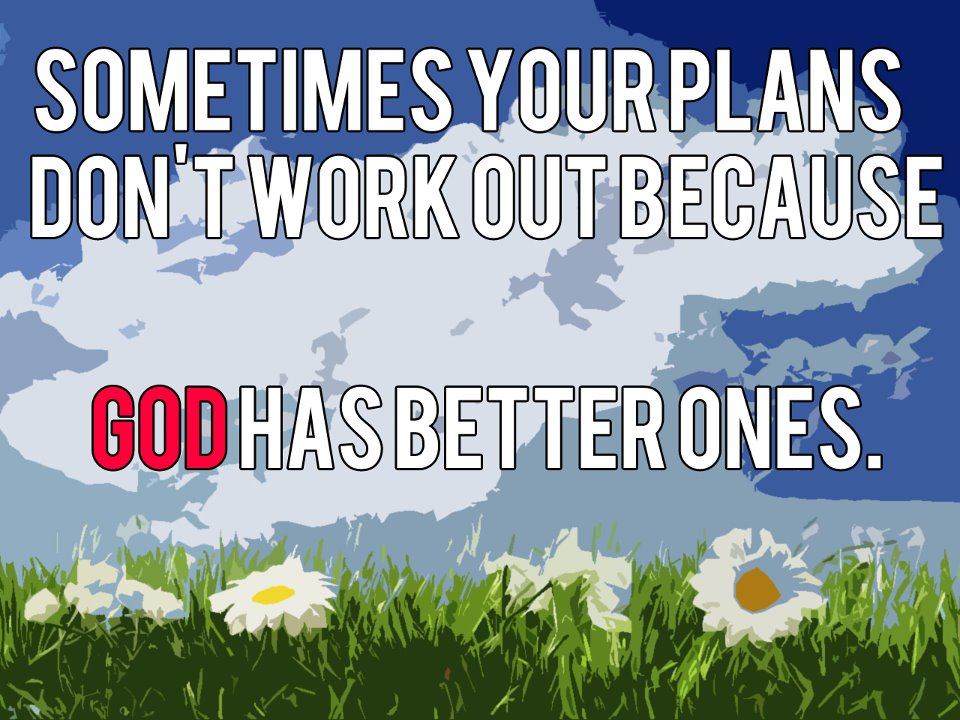 SOMETIMES YOUR PLANS
DON'T WORK OUT BECAUSE
GOD HAS BETTER ONES.